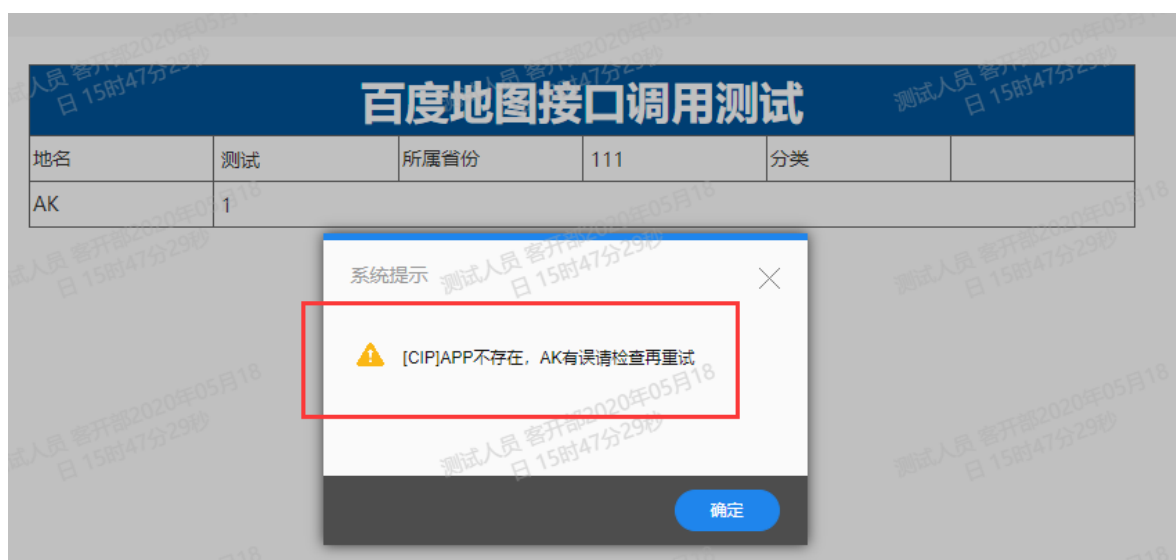 百度地图接口调用测试
地名 测试 所属省份 111 分类
AK 1
系统提示
[CIP]APP不存在，AK有误请检查再重试
确定
测试人员 客开部2020年05月18
日 15时47分29秒